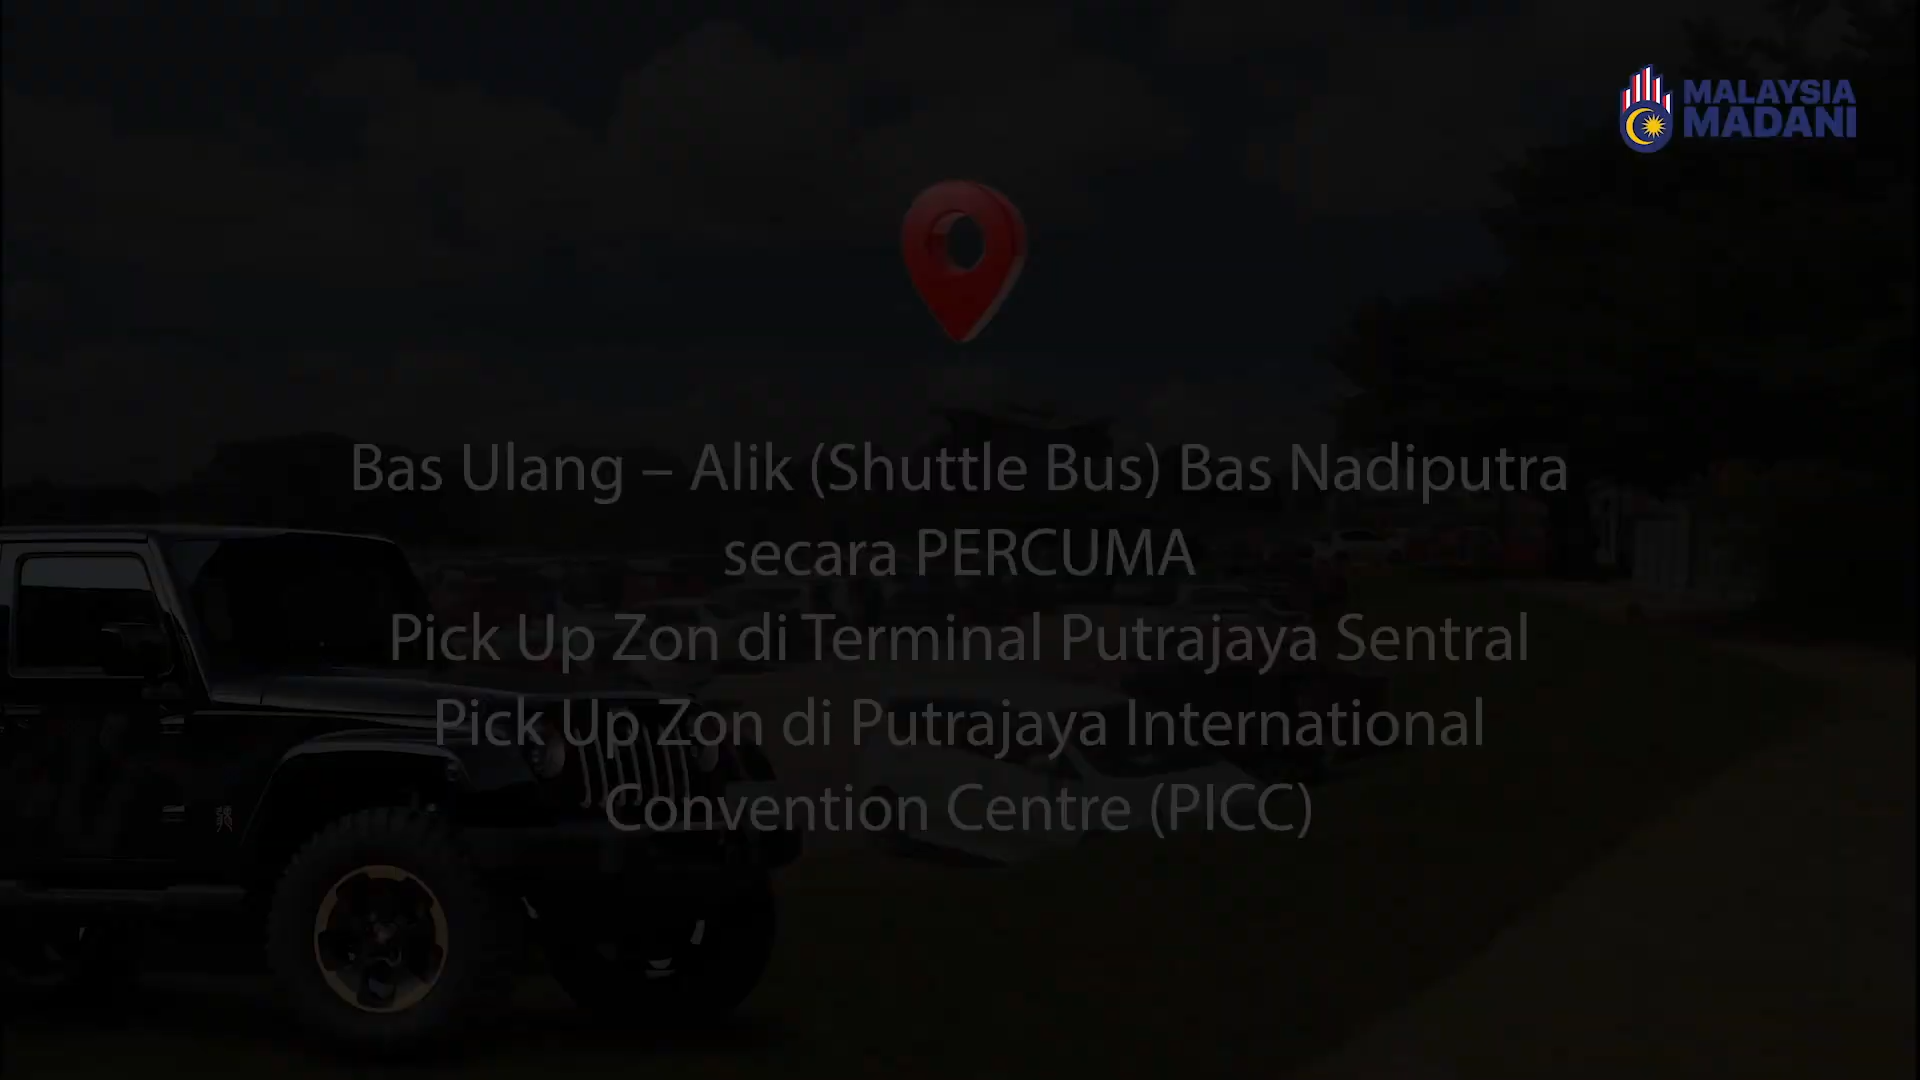 MALAYSIA
MADANI
Bas Ulang – Alik (Shuttle Bus) Bas Nadiputra
secara PERCUMA
Pick Up Zon di Terminal Putrajaya Sentral
Pick Up Zon di Putrajaya International
Convention Centre (PICC)